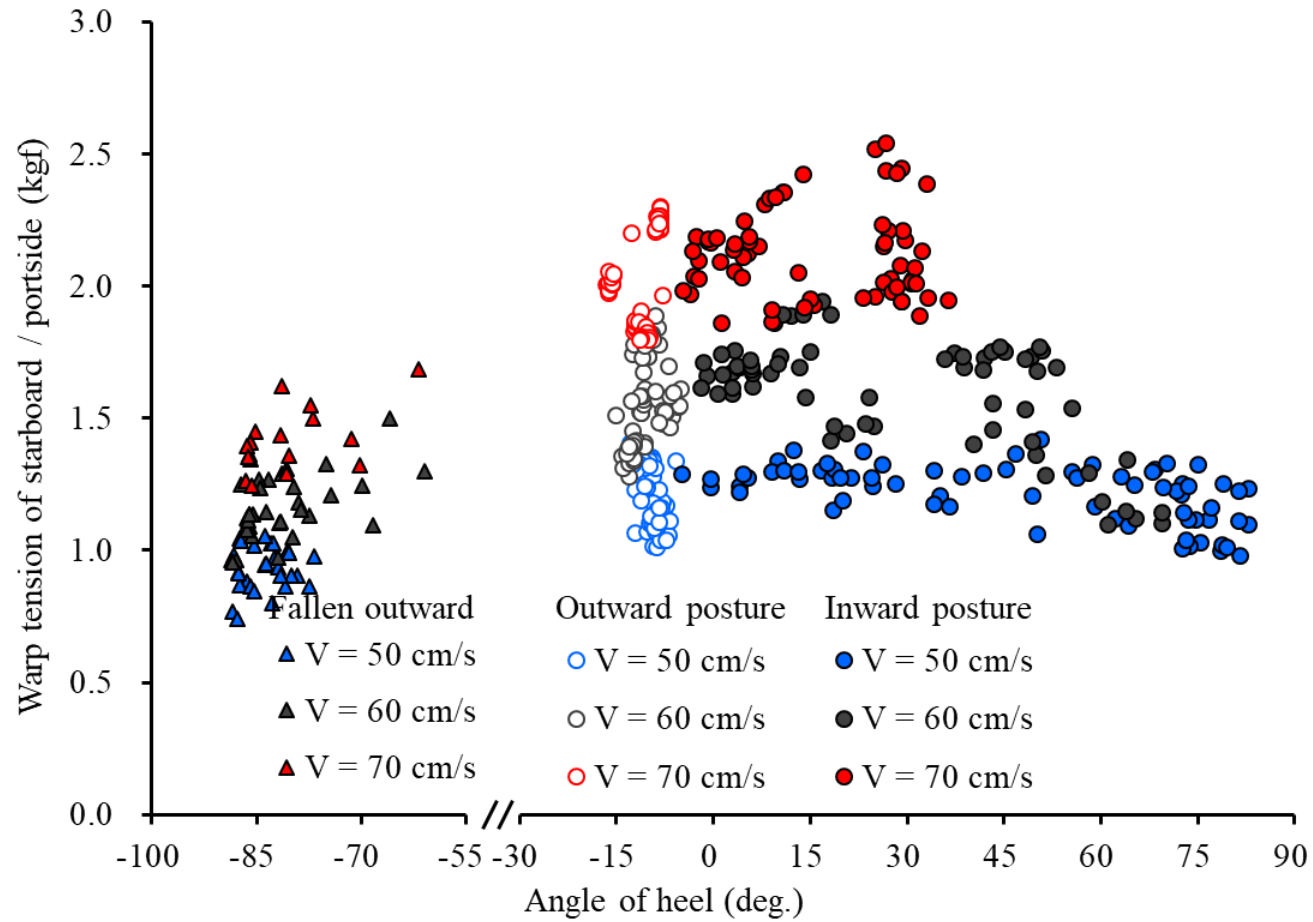 3.0
2.5
2.0
1.5
1.0
0.5
0.0
Warp tension of starboard / portside (kgf)
Fallen outward
V = 50 cm/s
V = 60 cm/s
V = 70 cm/s
Outward posture
V = 50 cm/s
V = 60 cm/s
V = 70 cm/s
Inward posture
V = 50 cm/s
V = 60 cm/s
V = 70 cm/s
-100 -85 -70 -55 // -30 -15 0 15 30 45 60 75 90
Angle of heel (deg.)